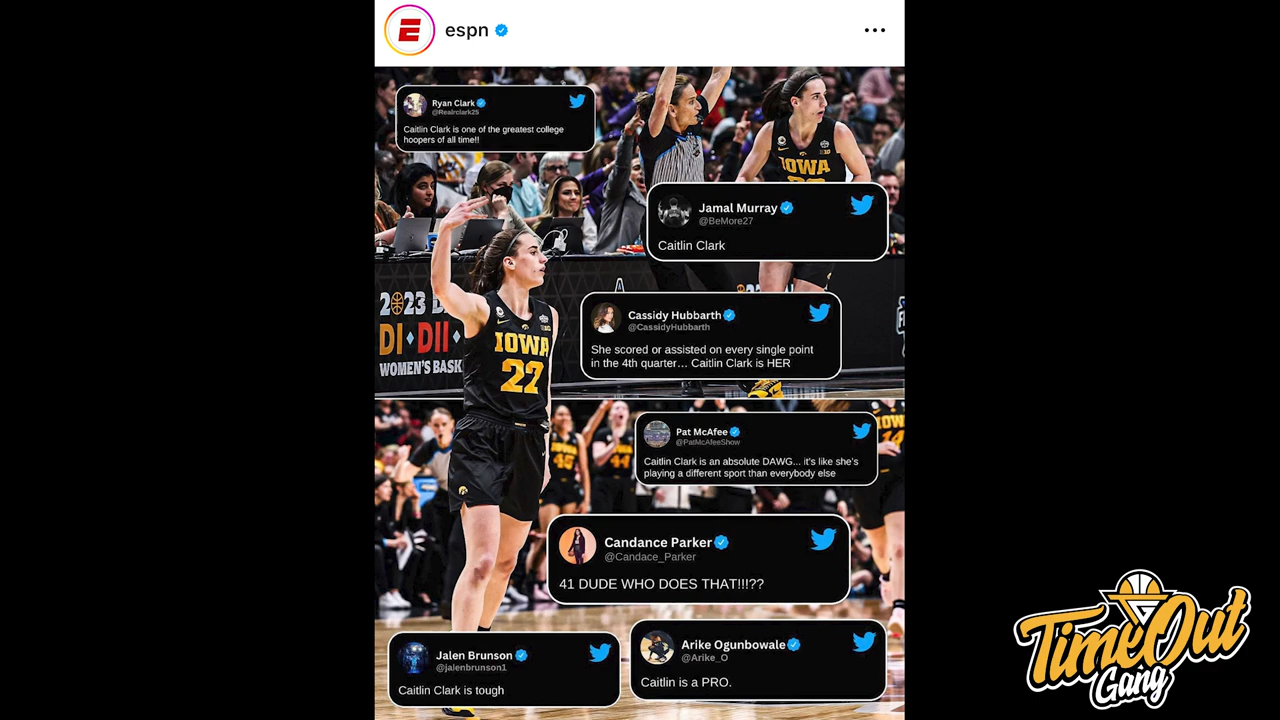 espn
Ryan Clark
@Realrclark25
Caitlin Clark is one of the greatest college
hoopers of all time!!
IOWA
Jamal Murray
@BeMore27
Caitlin Clark
Cassidy Hubbarth
@CassidyHubbarth
She scored or assisted on every single point
in the 4th quarter... Caitlin Clark is HER
2023
DI DII
WOMEN'S BASK
IOWA
22
Pat McAfee
@PatMcAfeeShow
Caitlin Clark is an absolute DAWG... it's like she's
playing a different sport than everybody else
IOW
14
45
44
Candance Parker
@Candace_Parker
41 DUDE WHO DOES THAT!!!??
Jalen Brunson
@jalenbrunson1
Caitlin Clark is tough
Arike Ogunbowale
@Arike_O
Caitlin is a PRO.
TimeOut
Gang